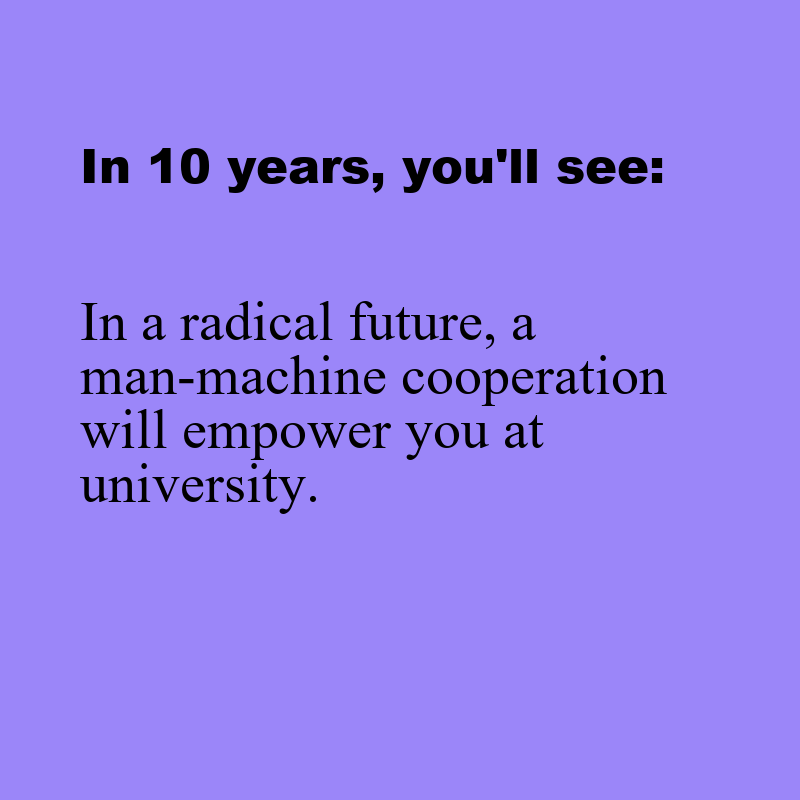 In 10 years, you'll see:
In a radical future, a
man-machine cooperation
will empower you at
university.